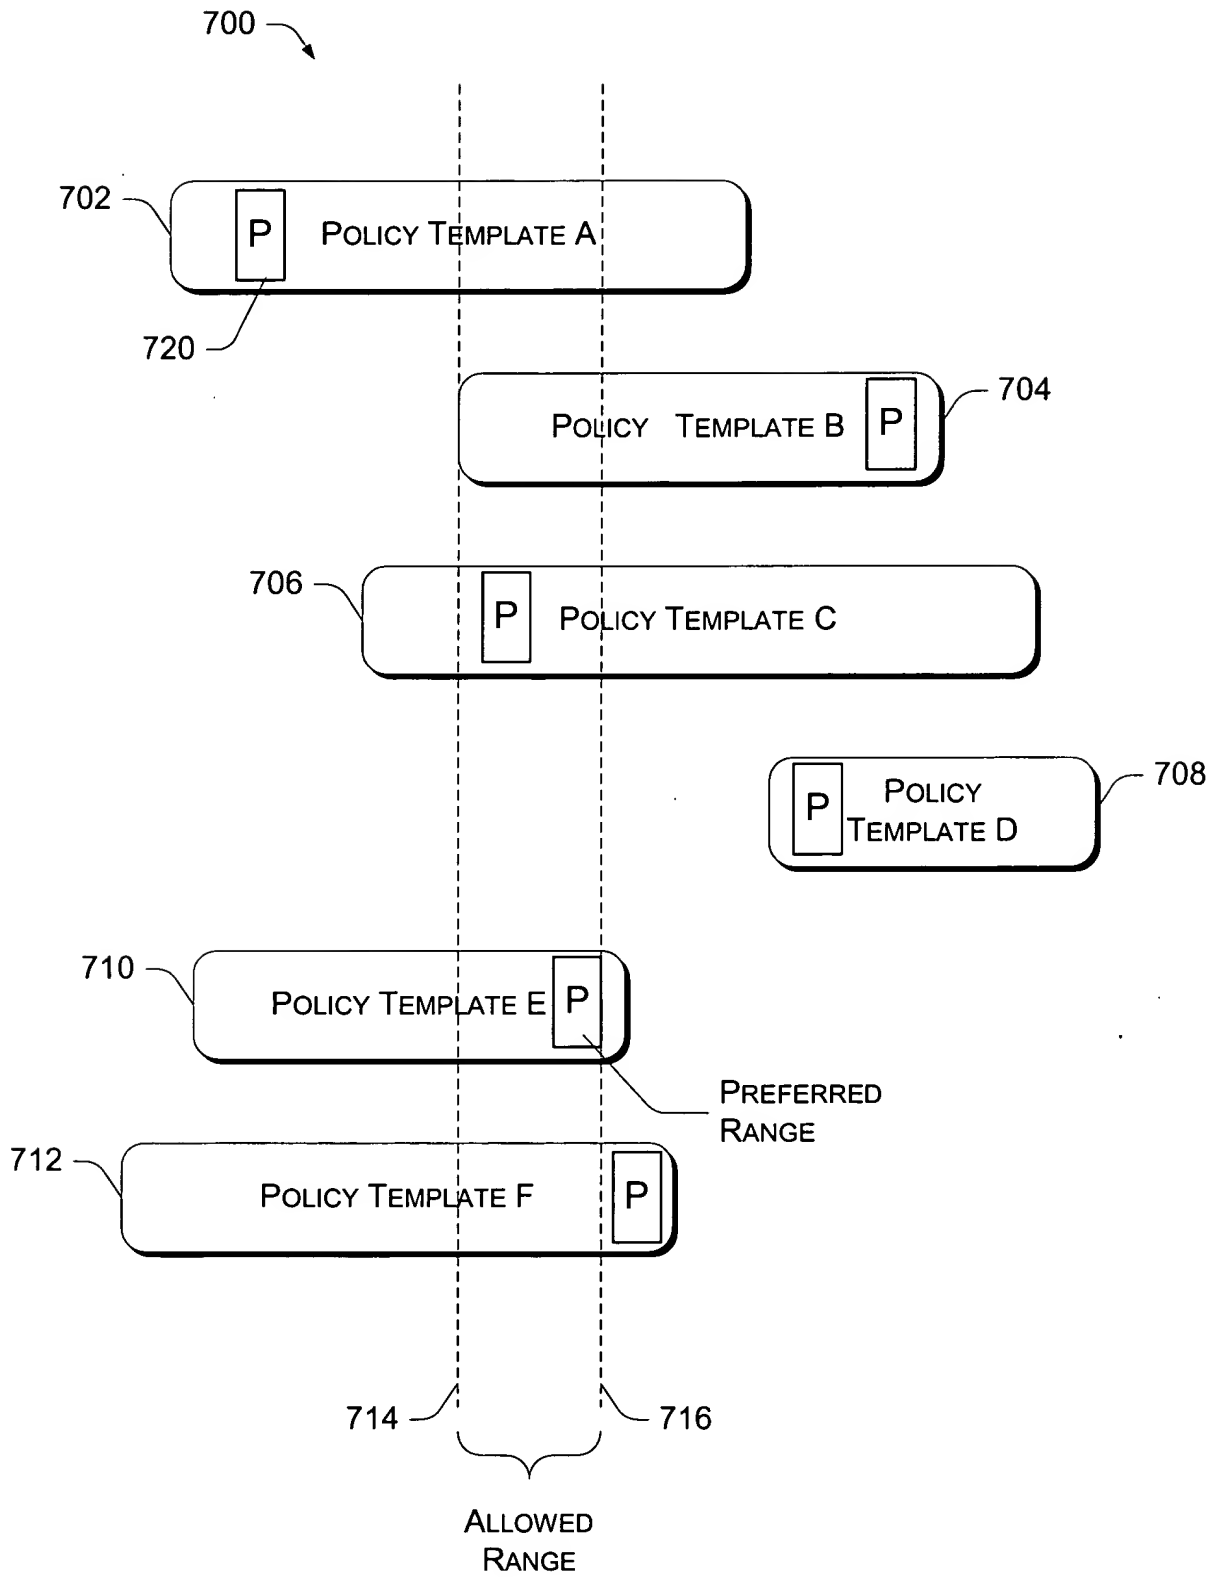 700
702
P POLICY TEMPLATE A
720
704
POLICY TEMPLATE B P
706
P POLICY TEMPLATE C
708
P POLICY
TEMPLATE D
710
POLICY TEMPLATE E P
PREFERRED
RANGE
712
POLICY TEMPLATE F P
714
716
ALLOWED
RANGE